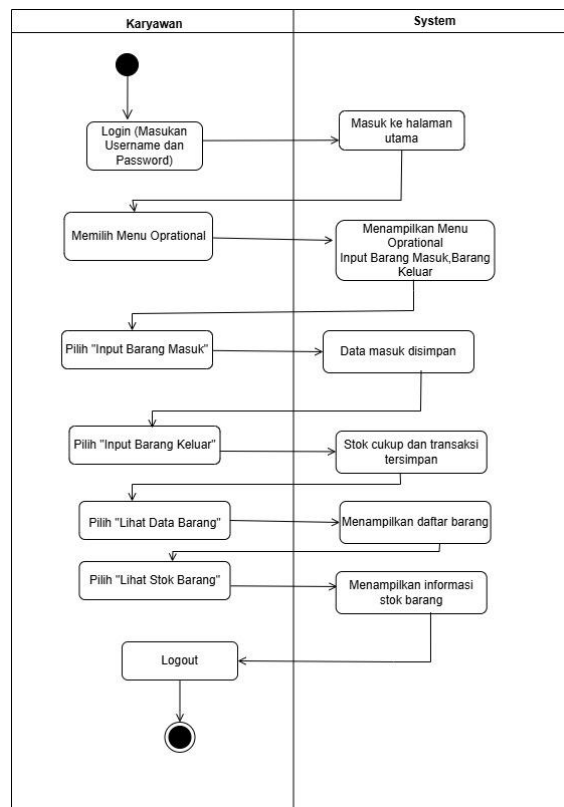 Karyawan
System
Login (Masukan
Username dan
Password)
Masuk ke halaman
utama
Memilih Menu Oprational
Menampilkan Menu
Oprational
Input Barang Masuk,Barang
Keluar
Pilih "Input Barang Masuk"
Data masuk disimpan
Pilih "Input Barang Keluar"
Stok cukup dan transaksi
tersimpan
Pilih "Lihat Data Barang"
Menampilkan daftar barang
Pilih "Lihat Stok Barang"
Menampilkan informasi
stok barang
Logout